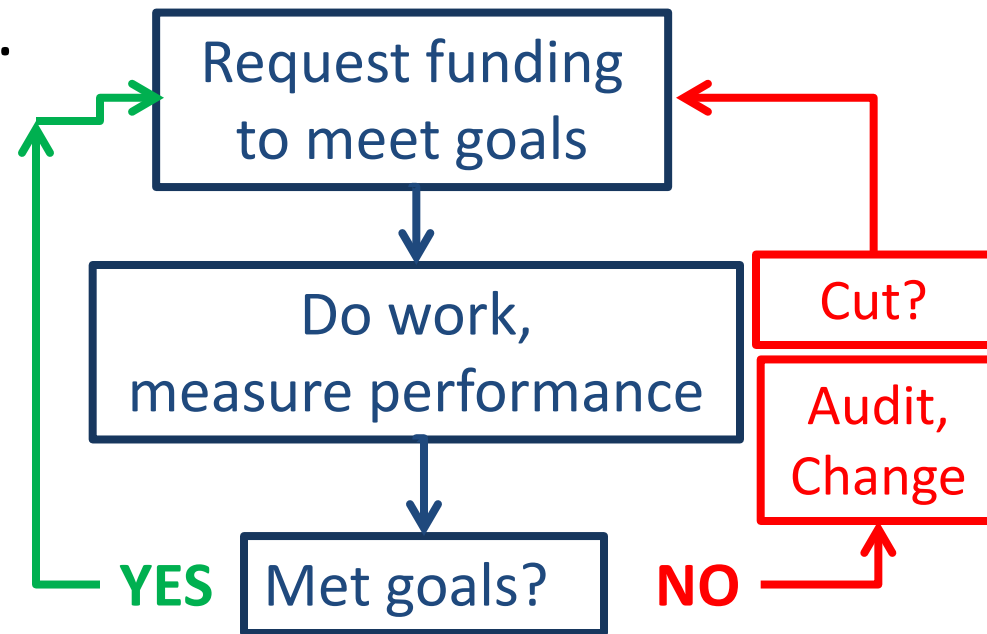 .
Request funding
to meet goals
Do work,
measure performance
Cut?
Audit,
Change
YES
Met goals?
NO